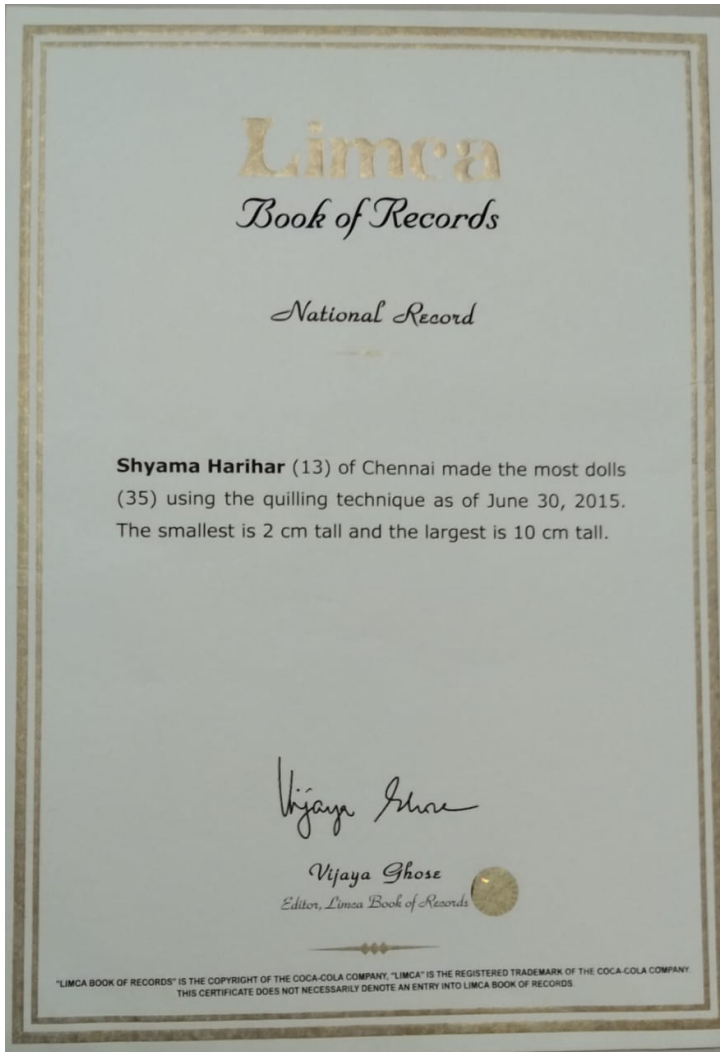 Limca
Book of Records
National Record
Shyama Harihar (13) of Chennai made the most dolls
(35) using the quilling technique as of June 30, 2015.
The smallest is 2 cm tall and the largest is 10 cm tall.
Vijaya Ghose
Vijaya Ghose
Editor, Limca Book of Records
"LIMCA BOOK OF RECORDS" IS THE COPYRIGHT OF THE COCA-COLA COMPANY, "LIMCA" IS THE REGISTERED TRADEMARK OF THE COCA-COLA COMPANY.
THIS CERTIFICATE DOES NOT NECESSARILY DENOTE AN ENTRY INTO LIMCA BOOK OF RECORDS.